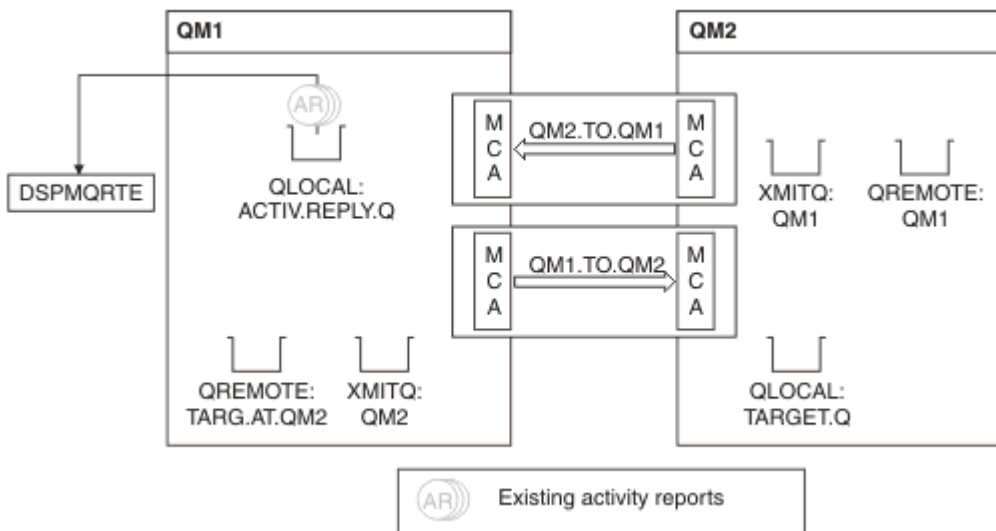 QM1
QM2
AR
DSPMQRTE
QLOCAL:
ACTIV.REPLY.Q
M
C
A
QM2.TO.QM1
M
C
A
XMITQ:
QM1
QREMOTE:
QM1
M
C
A
QM1.TO.QM2
M
C
A
QREMOTE:
TARG.AT.QM2
XMITQ:
QM2
QLOCAL:
TARGET.Q
AR
Existing activity reports